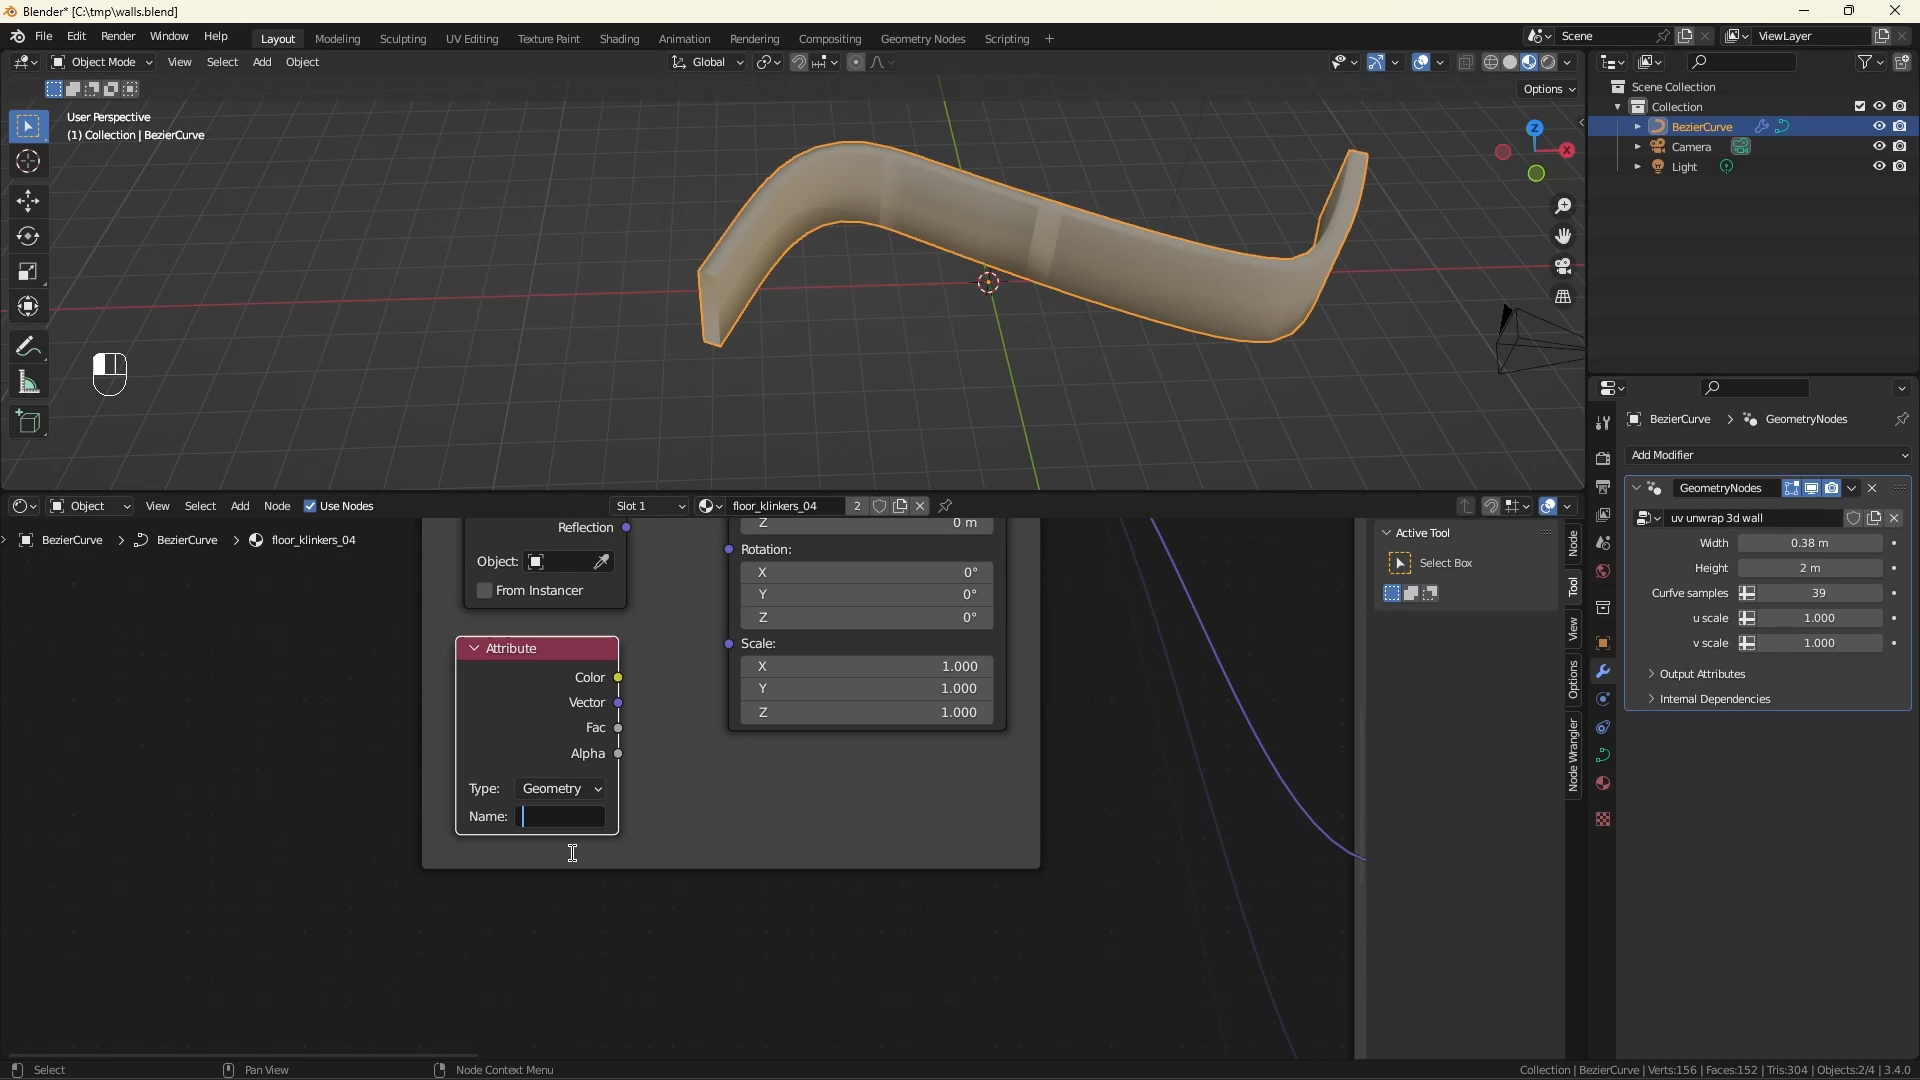 Blender* [C:\tmp\walls.blend]
File Edit Render Window Help Layout Modeling Sculpting UV Editing Texture Paint Shading Animation Rendering Compositing Geometry Nodes Scripting + Scene ViewLayer
Object Mode View Select Add Object Global
Options
User Perspective
(1) Collection | BezierCurve
Z
X
Scene Collection
Collection
BezierCurve
Camera
Light
BezierCurve > GeometryNodes
Add Modifier
GeometryNodes
uv unwrap 3d wall
Width 0.38 m
Height 2 m
Curfve samples 39
u scale 1.000
v scale 1.000
Output Attributes
Internal Dependencies
Object View Select Add Node Use Nodes Slot 1 floor_klinkers_04 2
BezierCurve > BezierCurve > floor_klinkers_04
Reflection
Object:
From Instancer
Z 0 m
Rotation:
X 0°
Y 0°
Z 0°
Scale:
X 1.000
Y 1.000
Z 1.000
Attribute
Color
Vector
Fac
Alpha
Type: Geometry
Name:
Active Tool
Select Box
Node
Tool
View
Options
Node Wrangler
Select Pan View Node Context Menu Collection | BezierCurve | Verts:156 | Faces:152 | Tris:304 | Objects:2/4 | 3.4.0